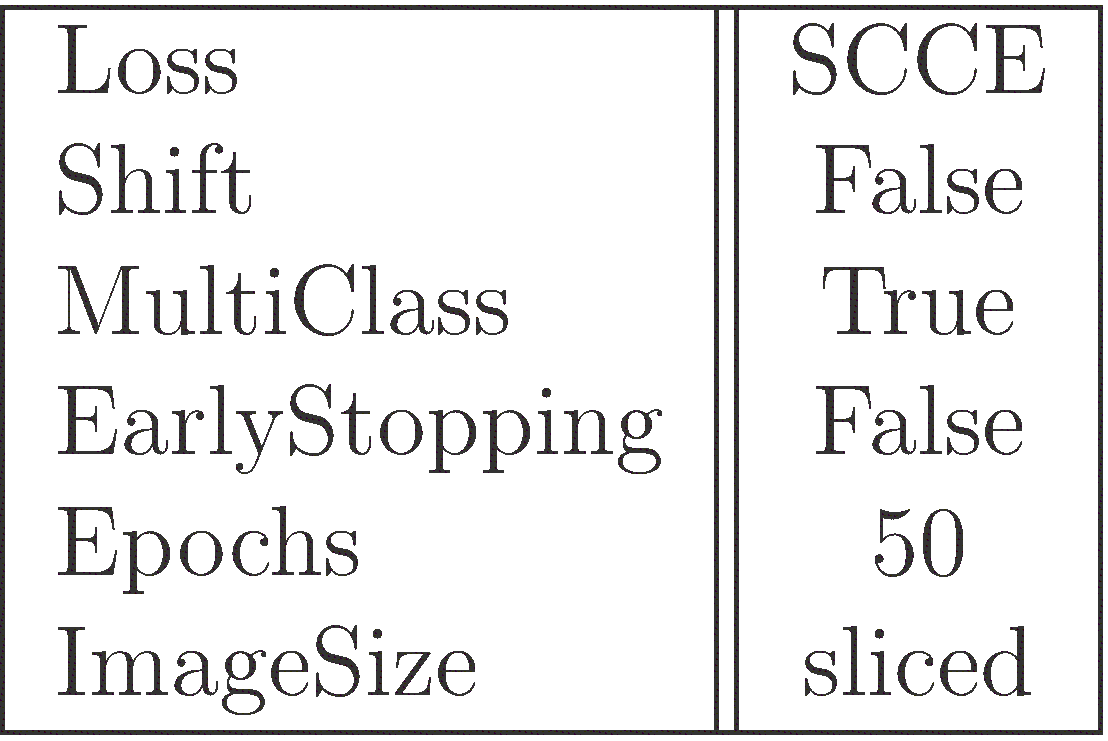 Loss SCCE
Shift False
MultiClass True
EarlyStopping False
Epochs 50
ImageSize sliced